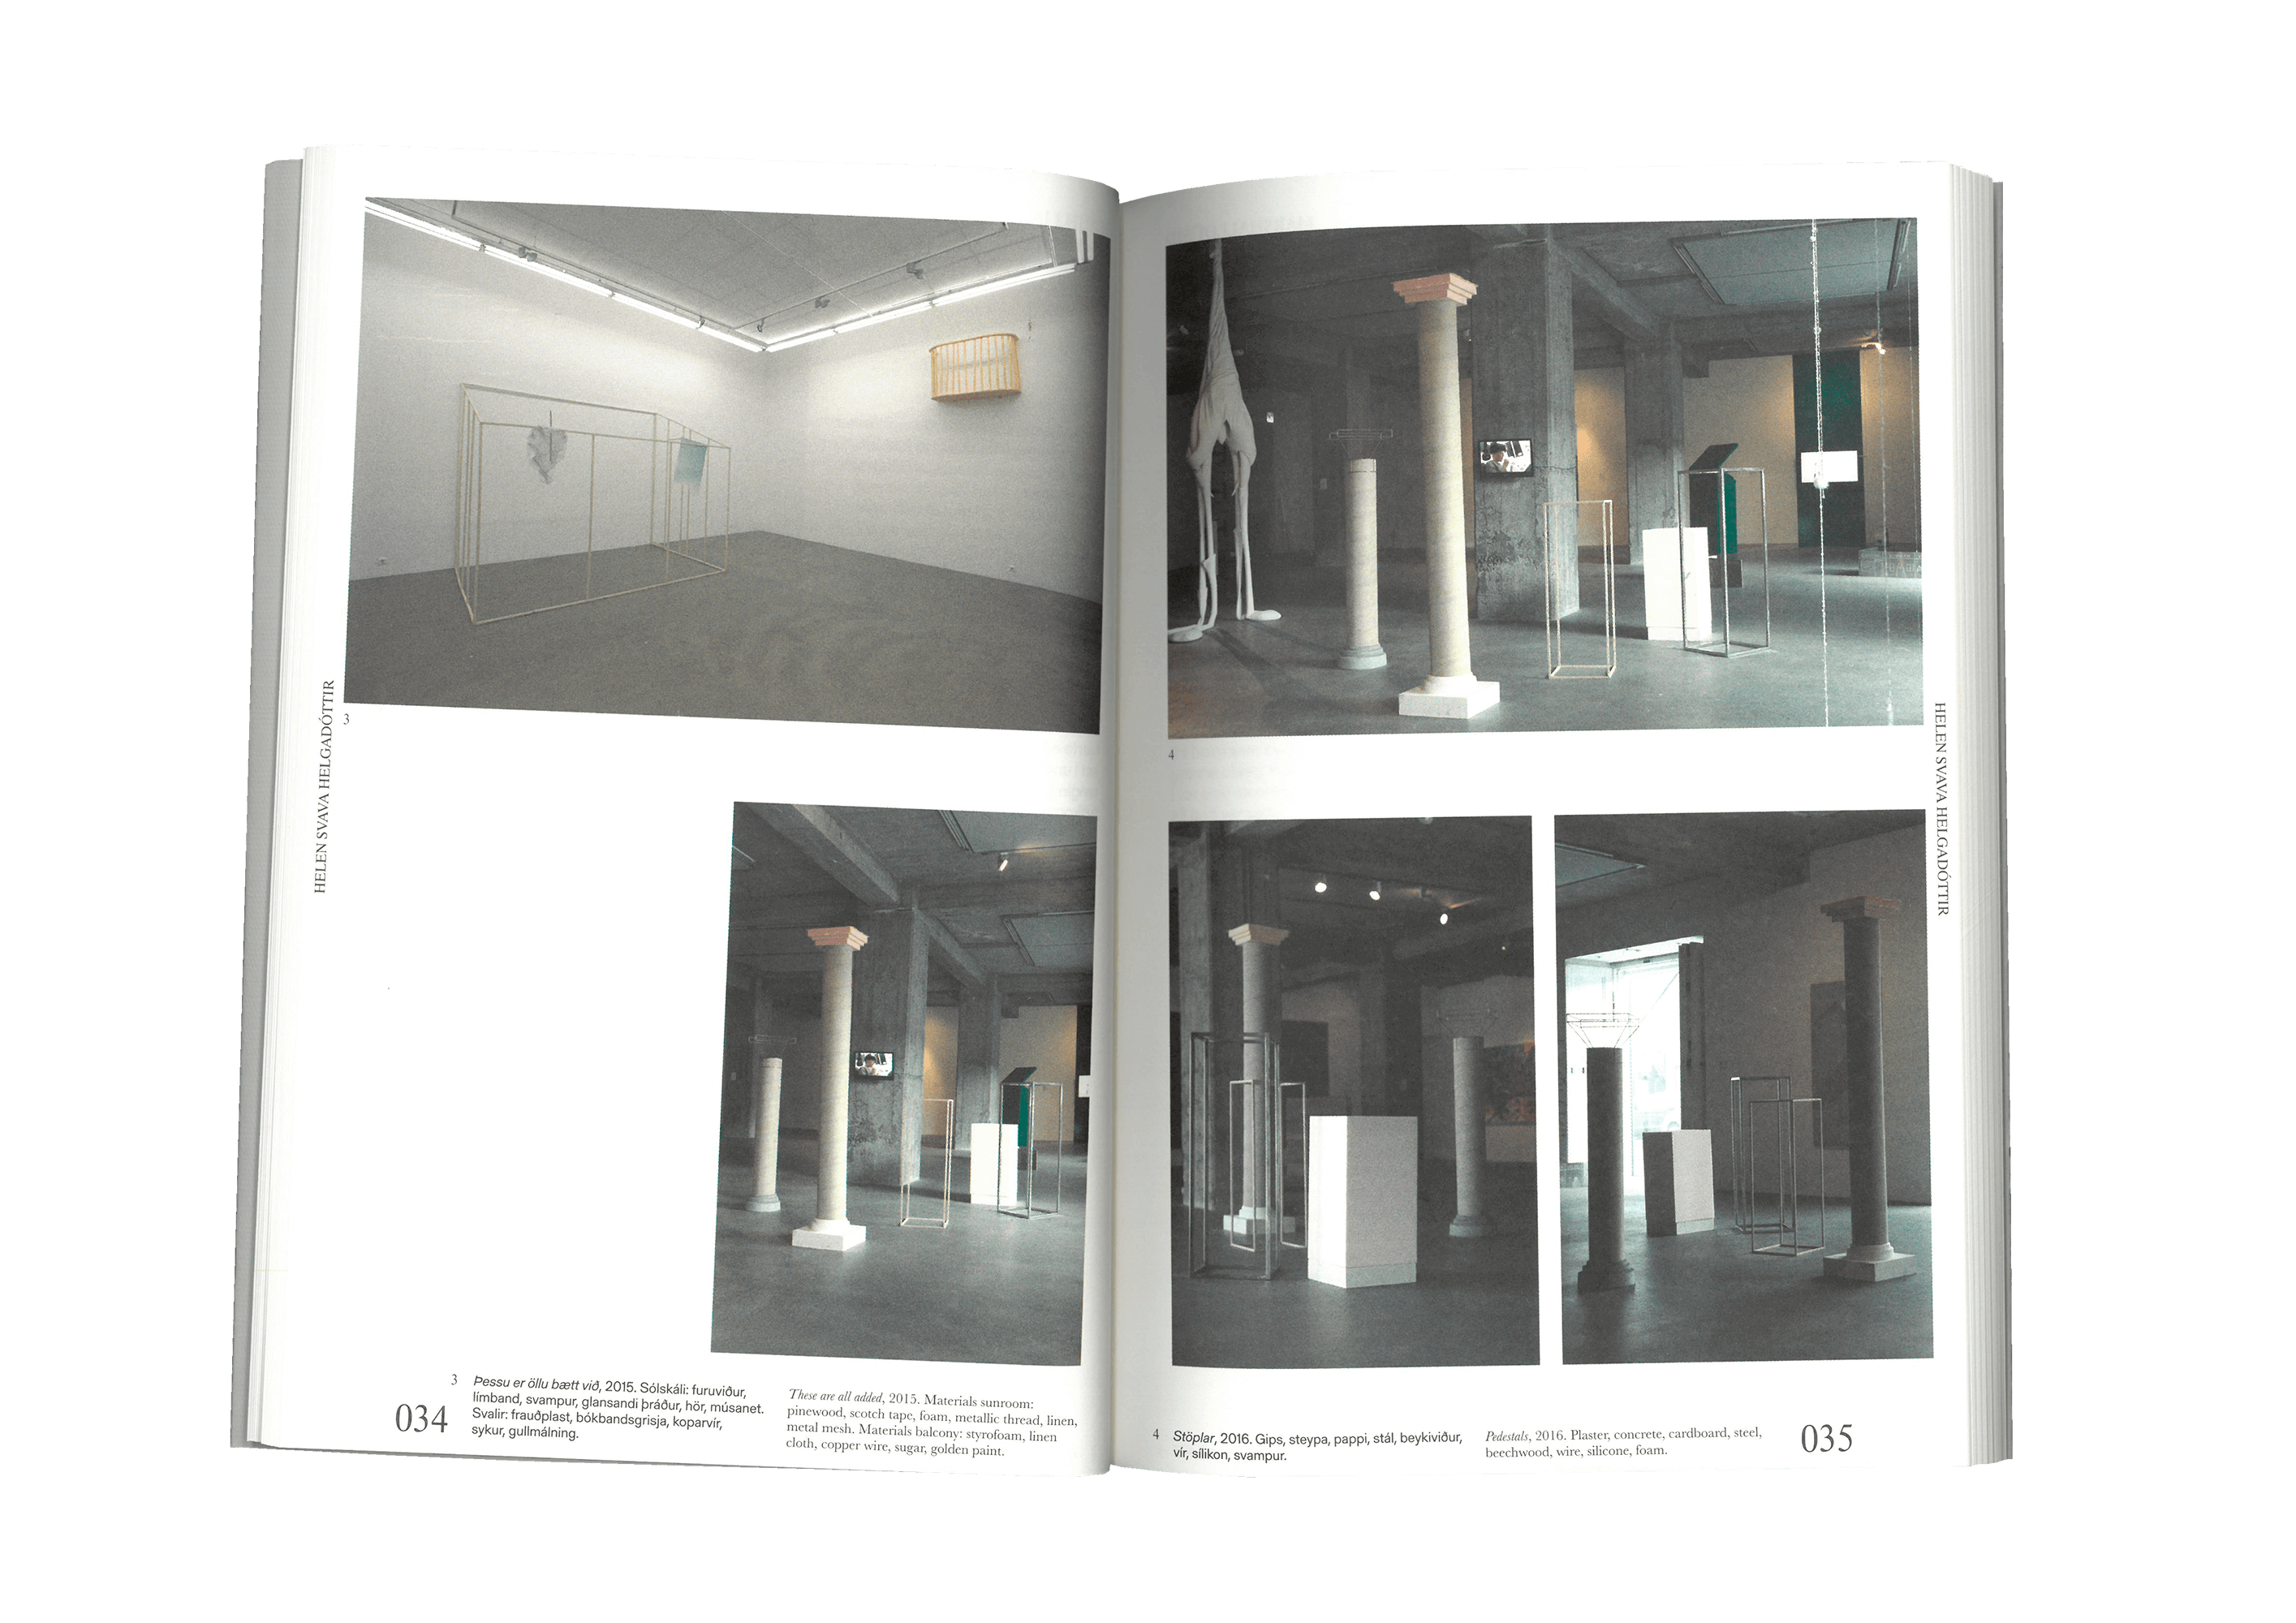 HELEN SVAVA HELGADÓTTIR
3
3
Þessu er öllu bætt við, 2015. Sólskáli: furuviður,
límband, svampur, glansandi þráður, hör, músanet.
Svalir: frauðplast, bókbandsgrisja, koparvír,
sykur, gullmálning.
These are all added, 2015. Materials sunroom:
pinewood, scotch tape, foam, metallic thread, linen,
metal mesh. Materials balcony: styrofoam, linen
cloth, copper wire, sugar, golden paint.
034
4
HELEN SVAVA HELGADÓTTIR
4
Stöplar, 2016. Gips, steypa, pappi, stál, beykiviður,
vír, sílikon, svampur.
Pedestals, 2016. Plaster, concrete, cardboard, steel,
beechwood, wire, silicone, foam.
035